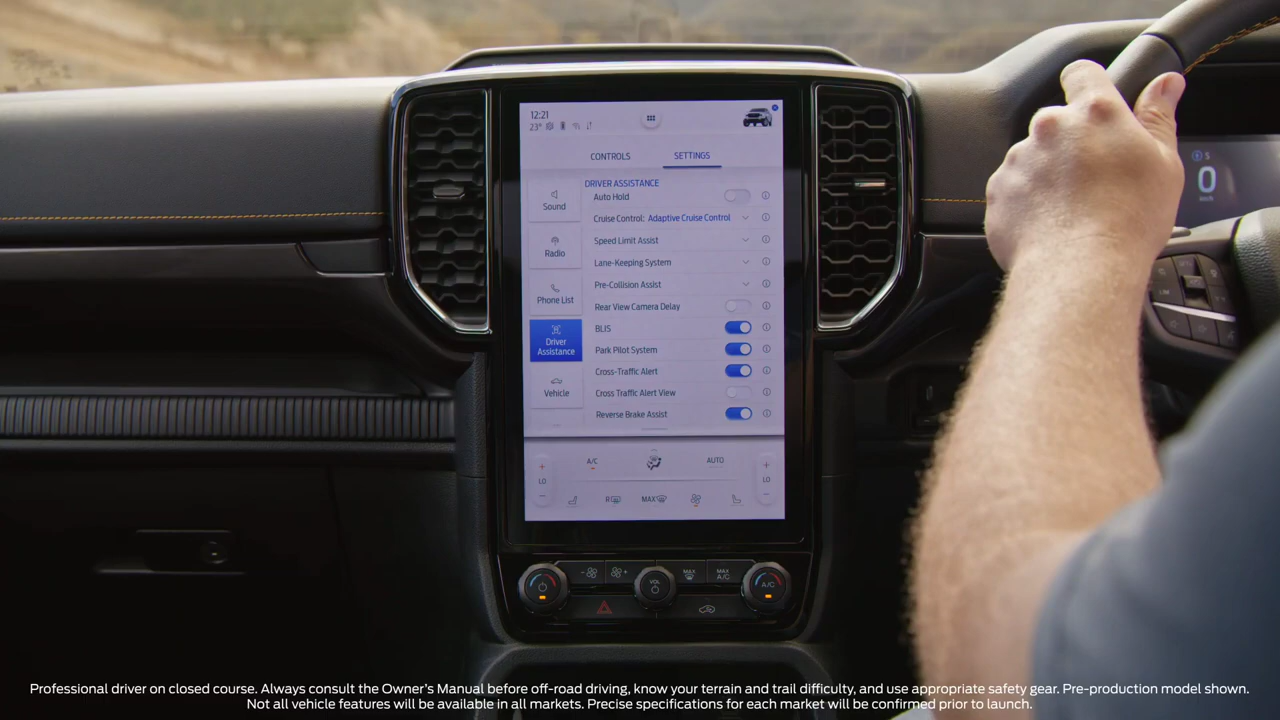 12:21
23°
CONTROLS
SETTINGS
DRIVER ASSISTANCE
Sound
Radio
Phone List
Driver
Assistance
Vehicle
Auto Hold
Cruise Control: Adaptive Cruise Control
Speed Limit Assist
Lane-Keeping System
Pre-Collision Assist
Rear View Camera Delay
BLIS
Park Pilot System
Cross-Traffic Alert
Cross Traffic Alert View
Reverse Brake Assist
A/C
AUTO
LO
LO
R
MAX
S
0
km/h
VOL
MAX
MAX
A/C
A/C
Professional driver on closed course. Always consult the Owner's Manual before off-road driving, know your terrain and trail difficulty, and use appropriate safety gear. Pre-production model shown.
Not all vehicle features will be available in all markets. Precise specifications for each market will be confirmed prior to launch.